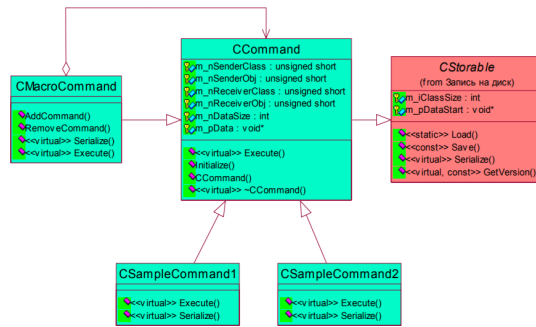 CCommand
m_nSenderClass : unsigned short
m_nSenderObj : unsigned short
m_nReceiverClass : unsigned short
m_nReceiverObj : unsigned short
m_nDataSize : int
m_pData : void*
<<virtual>> Execute()
Initialize()
CCommand()
<<virtual>> ~CCommand()
CMacroCommand
AddCommand()
RemoveCommand()
<<virtual>> Serialize()
<<virtual>> Execute()
CStorable
(from Запись на диск)
m_iClassSize : int
m_pDataStart : void*
<<static>> Load()
<<const>> Save()
<<virtual>> Serialize()
<<virtual, const>> GetVersion()
CSampleCommand1
<<virtual>> Execute()
<<virtual>> Serialize()
CSampleCommand2
<<virtual>> Execute()
<<virtual>> Serialize()